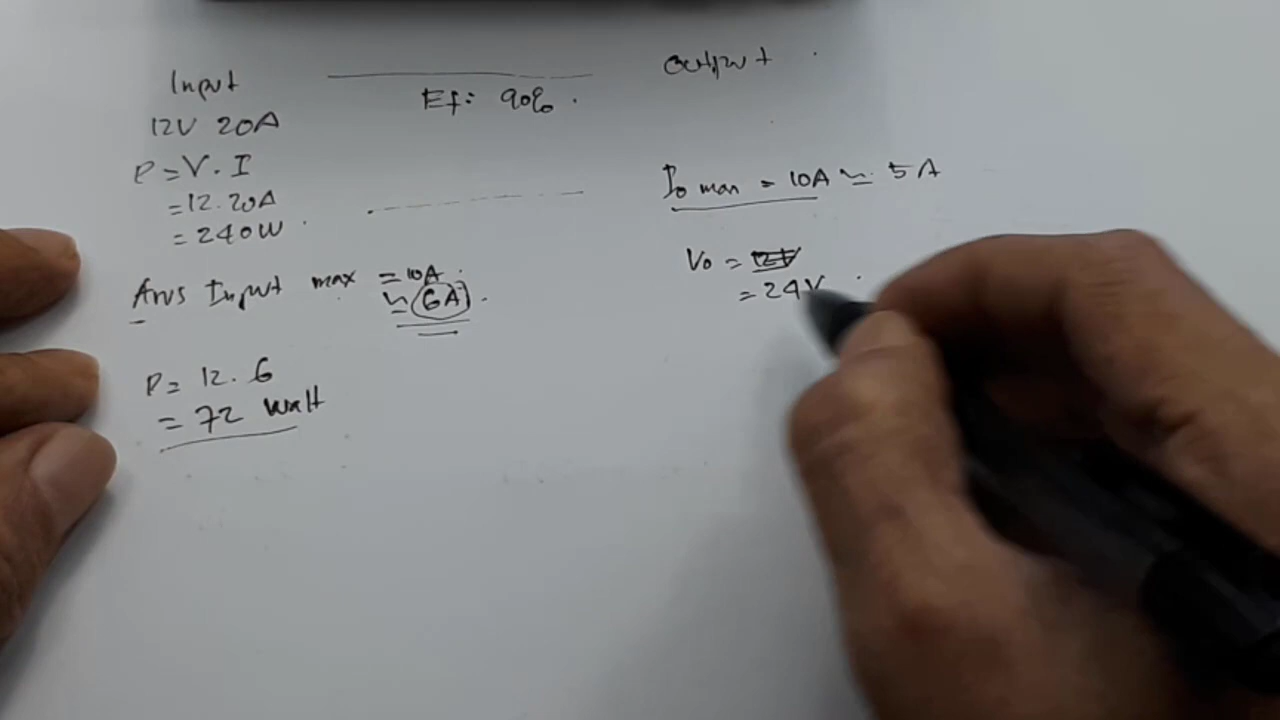 Input
12V 20A
P = V . I
= 12 . 20A
= 240W .
Arus Input max = 10A
≃ 6A .
P = 12 . 6
= 72 watt
Ef : 90% .
Output
Io max = 10A ≃ 5A
Vo = 12V
= 24V